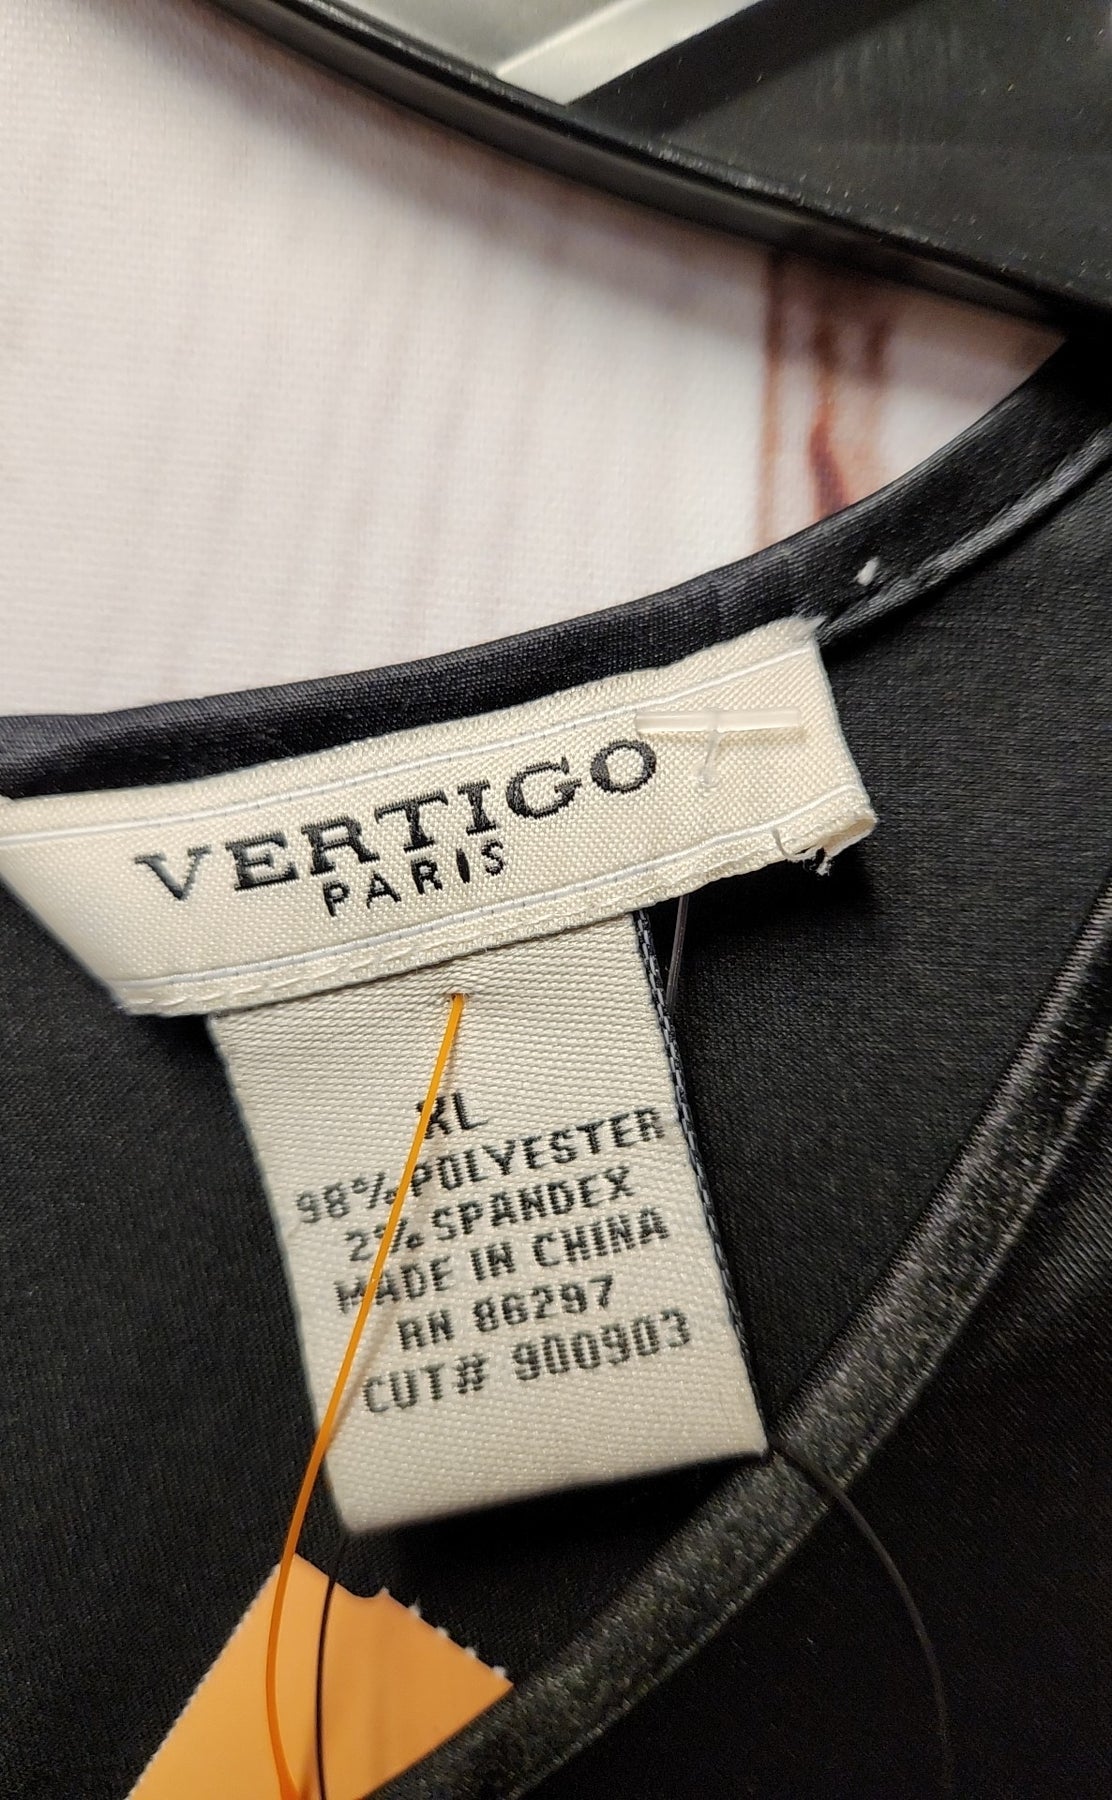 VERTIGO
PARIS
XL
98% POLYESTER
2% SPANDEX
MADE IN CHINA
RN 86297
CUT# 900903